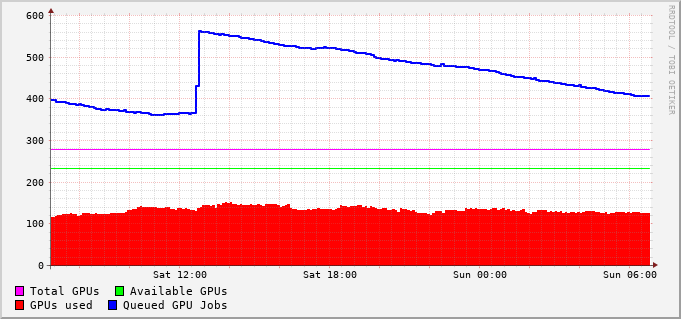 600
500
400
300
200
100
0
Sat 12:00 Sat 18:00 Sun 00:00 Sun 06:00
Total GPUs Available GPUs
GPUs used Queued GPU Jobs
RRDTOOL / TOBI OETIKER